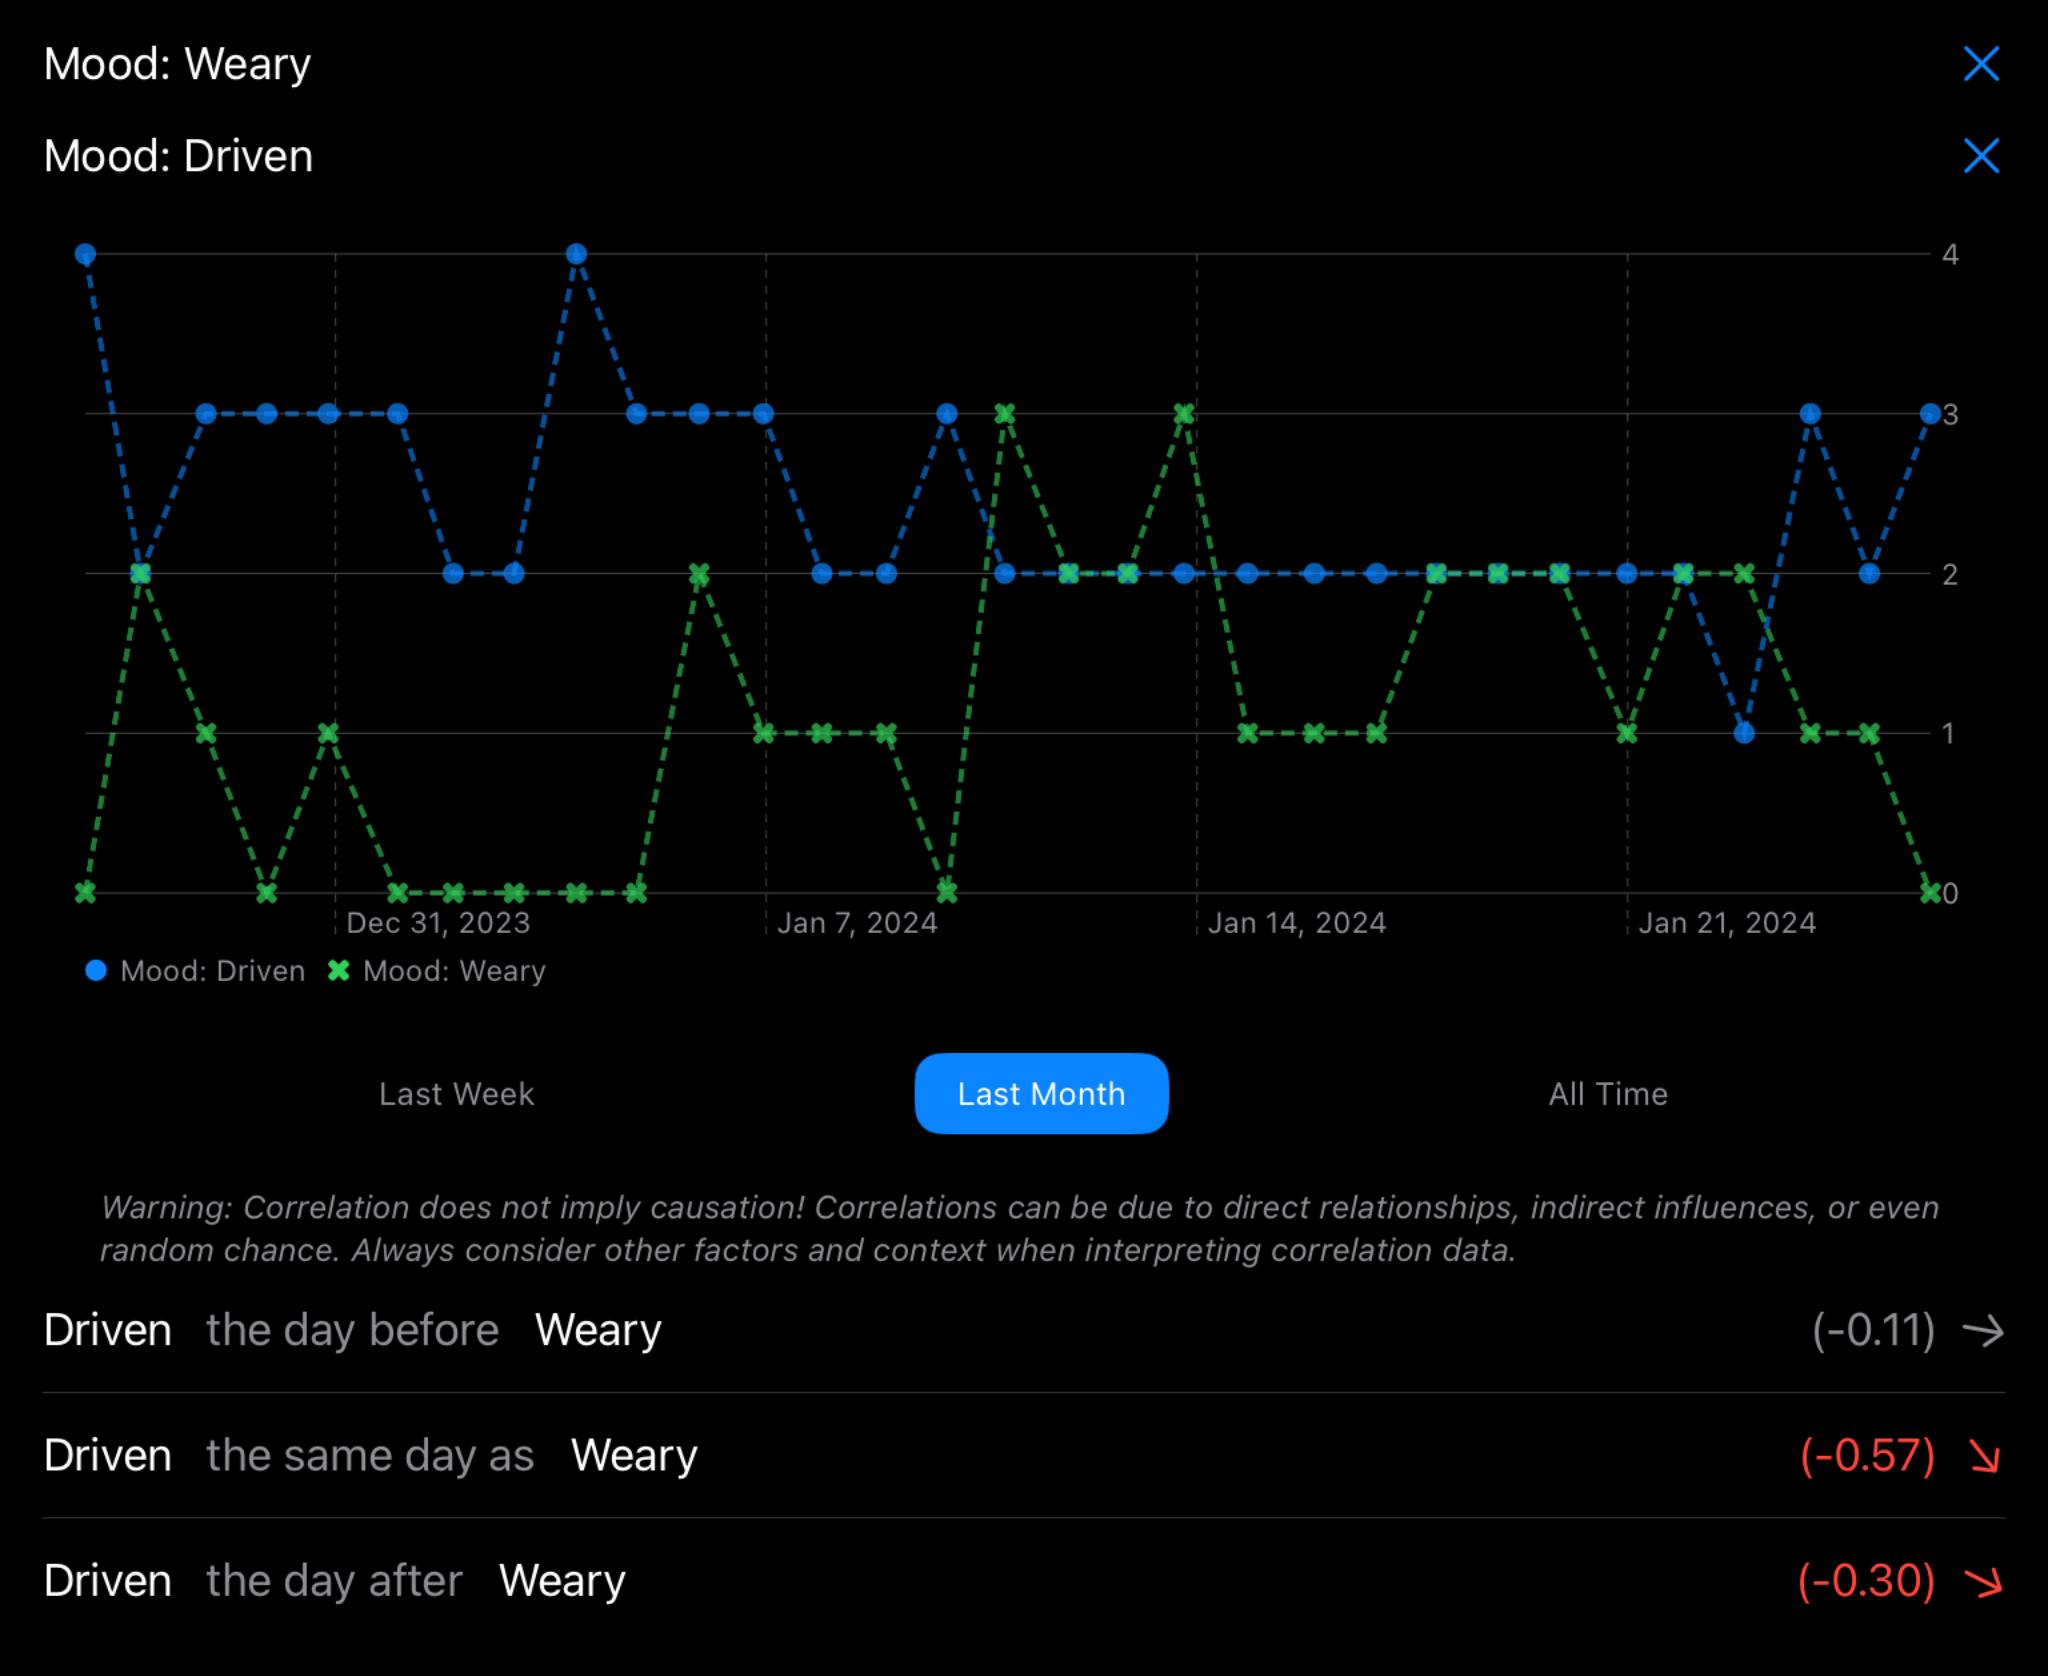 Mood: Weary
Mood: Driven
4
3
2
1
0
Dec 31, 2023
Jan 7, 2024
Jan 14, 2024
Jan 21, 2024
Mood: Driven
Mood: Weary
Last Week
Last Month
All Time
Warning: Correlation does not imply causation! Correlations can be due to direct relationships, indirect influences, or even
random chance. Always consider other factors and context when interpreting correlation data.
Driven the day before Weary (-0.11)
Driven the same day as Weary (-0.57)
Driven the day after Weary (-0.30)